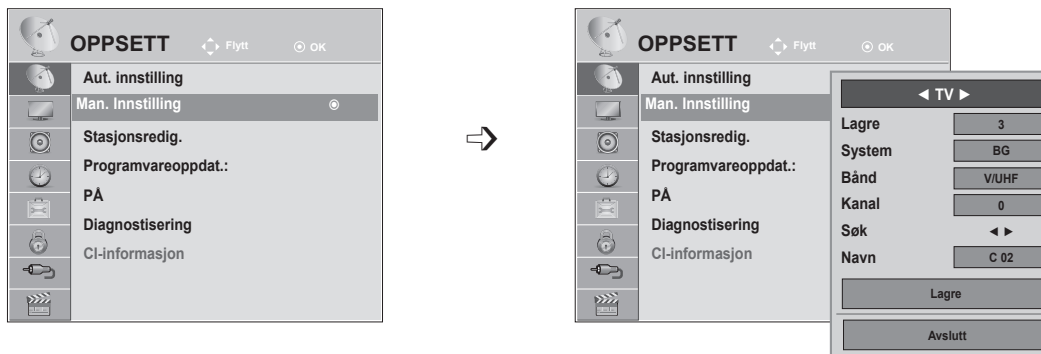 OPPSETT Flytt OK
Aut. innstilling
Man. Innstilling
Stasjonsredig.
Programvareoppdat.:
PÅ
Diagnostisering
CI-informasjon
OPPSETT Flytt OK
Aut. innstilling
Man. Innstilling
Stasjonsredig.
Programvareoppdat.:
PÅ
Diagnostisering
CI-informasjon
◀ TV ▶
Lagre 3
System BG
Bånd V/UHF
Kanal 0
Søk ◀ ▶
Navn C 02
Lagre
Avslutt